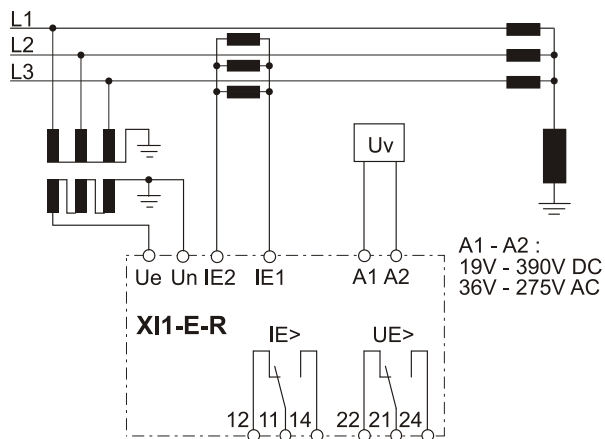 L1
L2
L3
Uv
A1 - A2 :
19V - 390V DC
36V - 275V AC
Ue Un IE2 IE1 A1 A2
XI1-E-R
IE> UE>
12 11 14 22 21 24